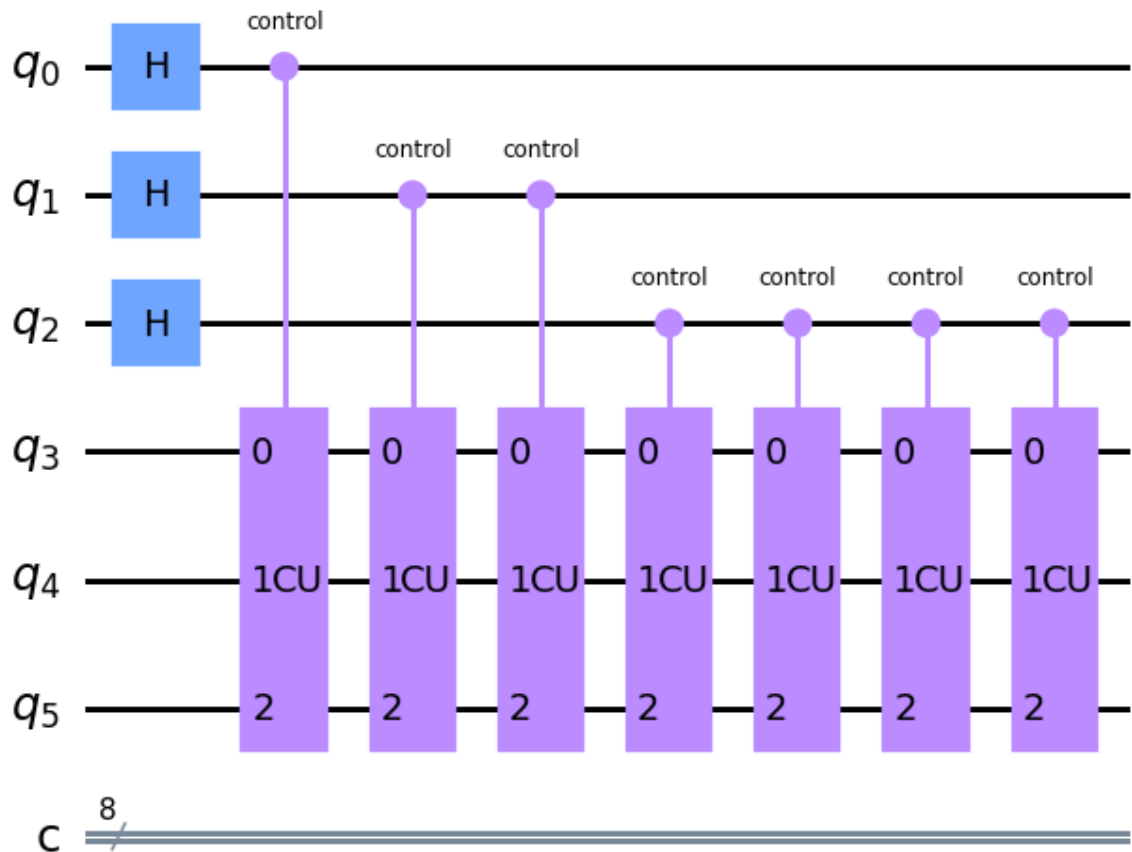 control
q0 H
control control
q1 H
control control control control
q2 H
q3 0 0 0 0 0 0 0
q4 1CU 1CU 1CU 1CU 1CU 1CU 1CU
q5 2 2 2 2 2 2 2
8
c